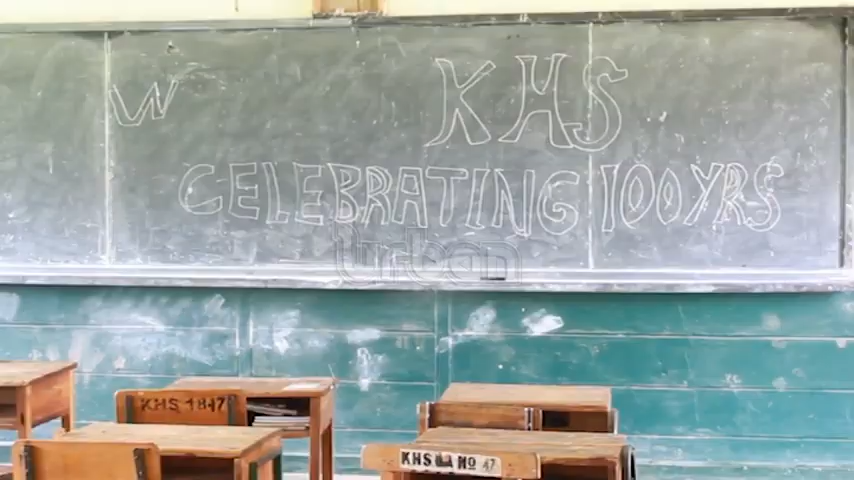 W KHS
CELEBRATING 100YRS
urban
KHS 1847
KHS No 47